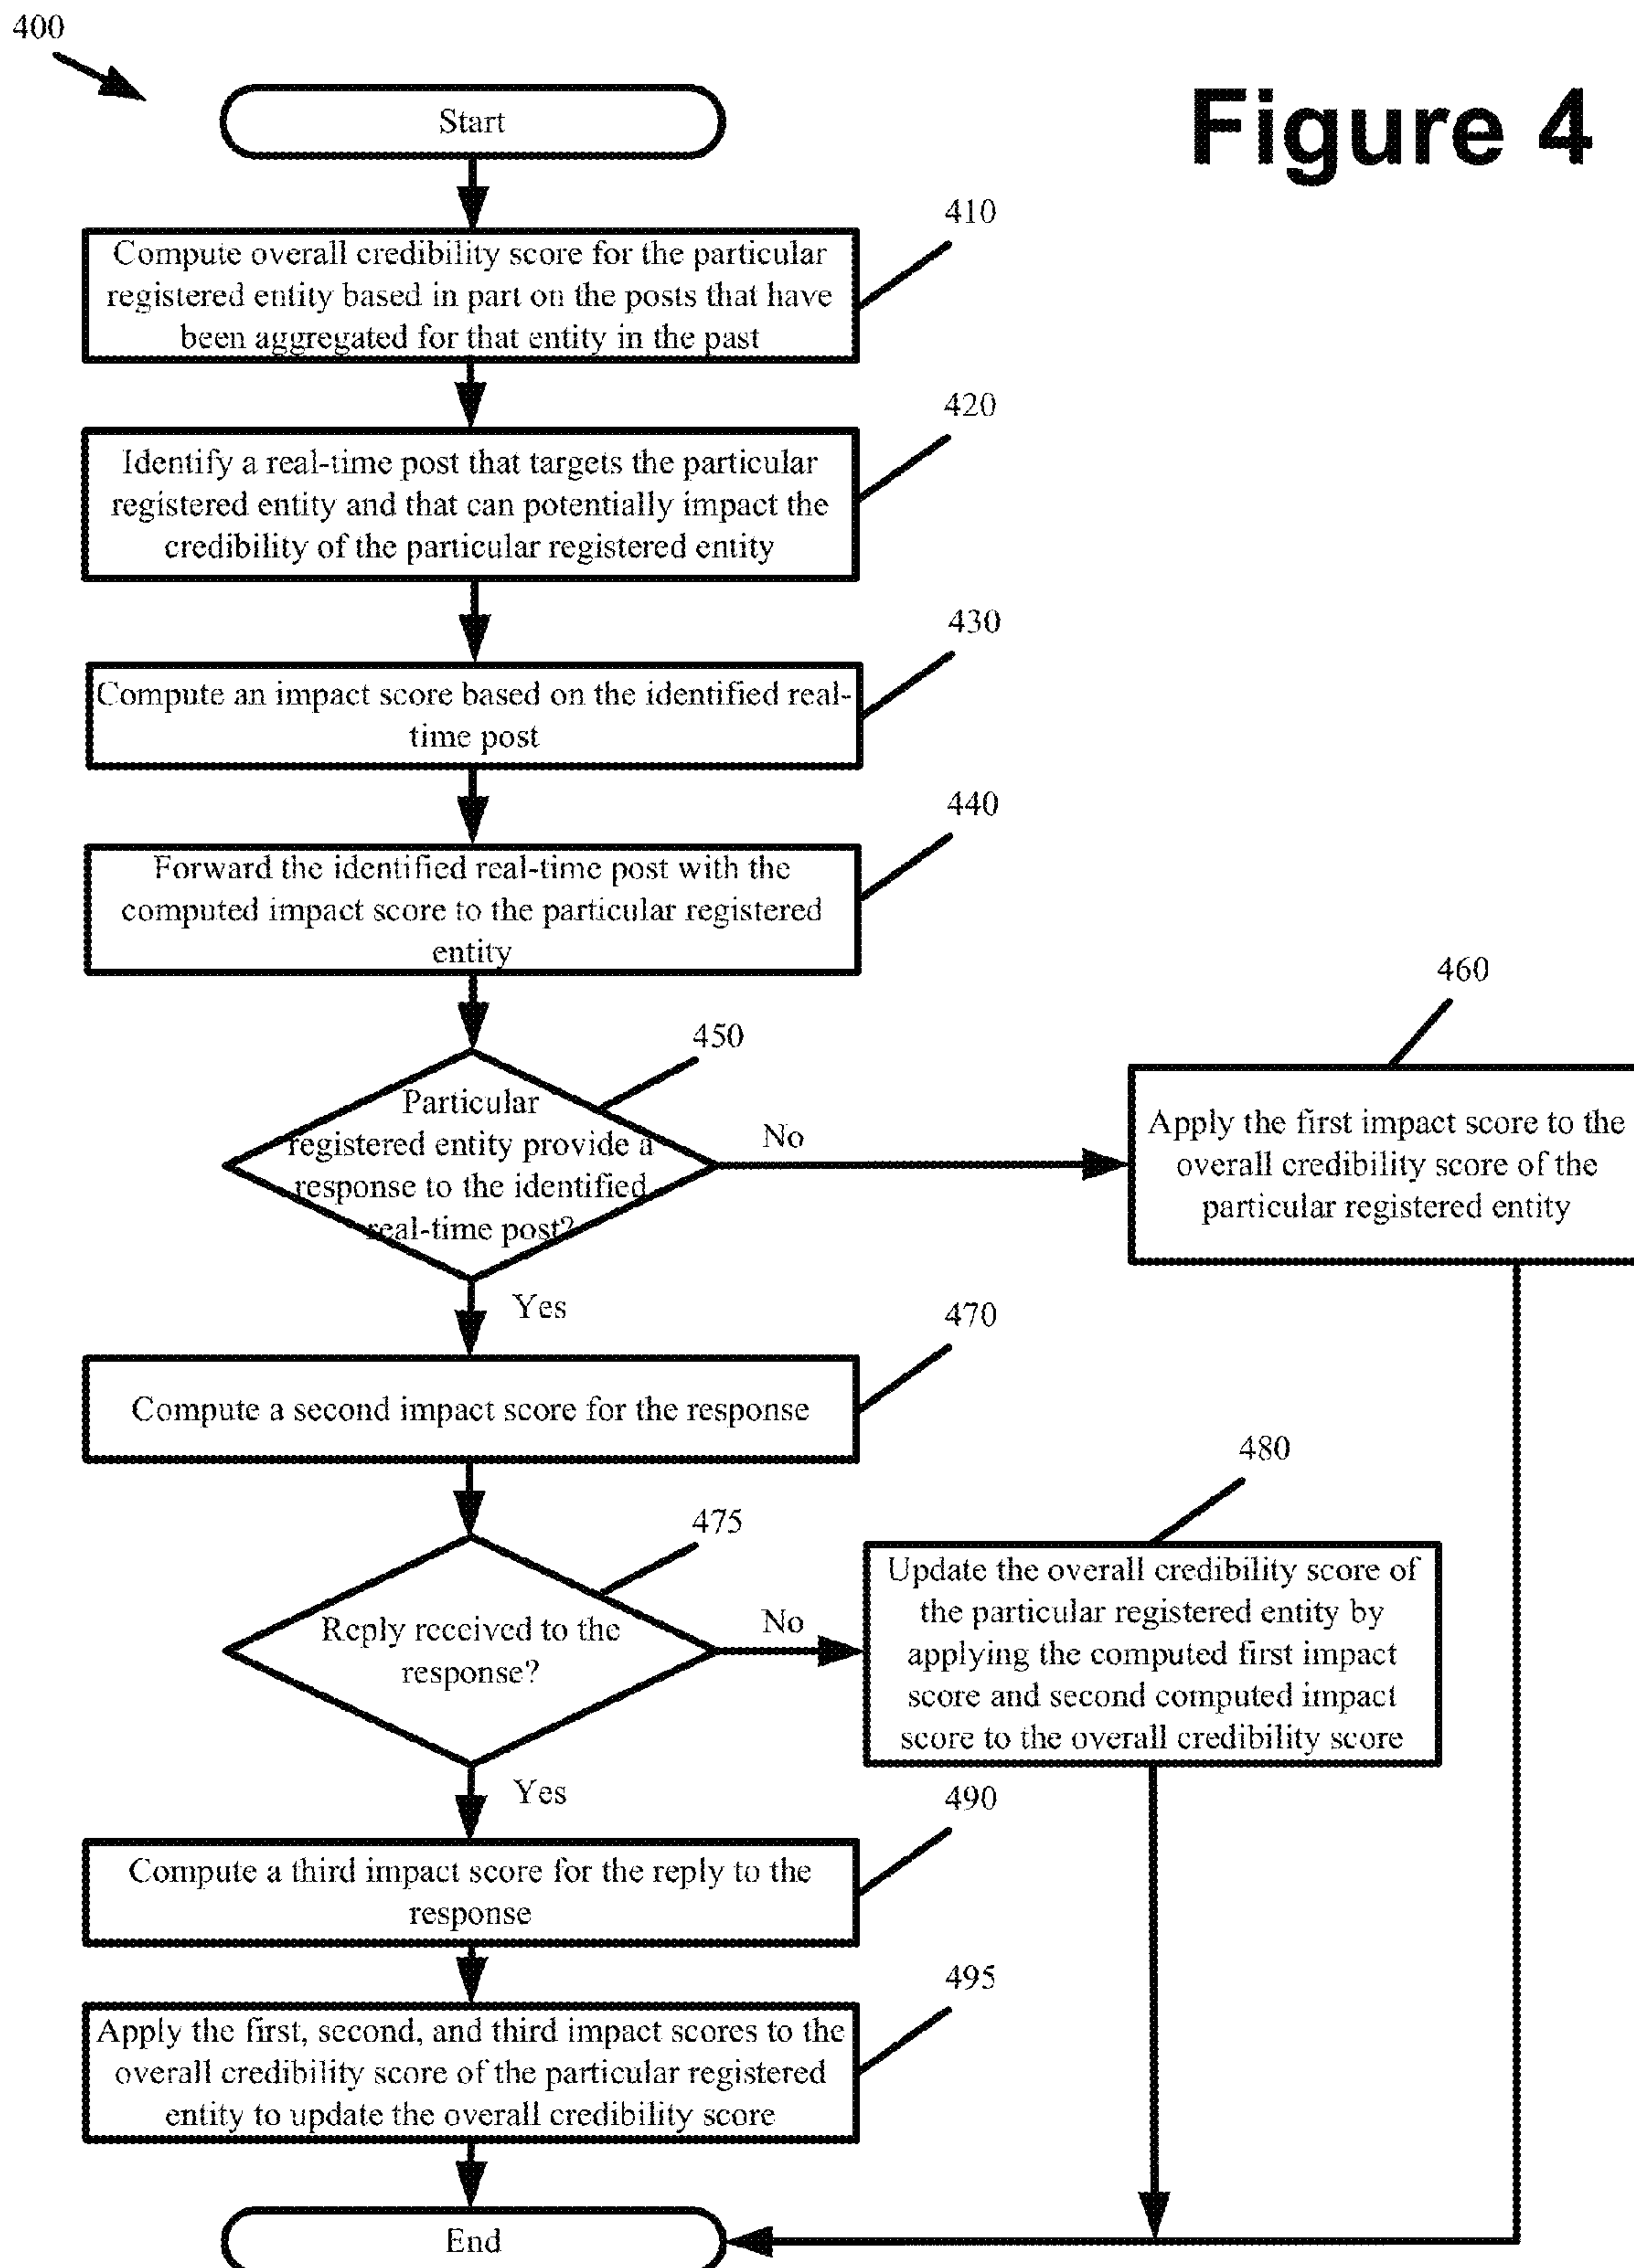 400
Figure 4
Start
410
Compute overall credibility score for the particular
registered entity based in part on the posts that have
been aggregated for that entity in the past
420
Identify a real-time post that targets the particular
registered entity and that can potentially impact the
credibility of the particular registered entity
430
Compute an impact score based on the identified real-
time post
440
Forward the identified real-time post with the
computed impact score to the particular registered
entity
450
Particular
registered entity provide a
response to the identified
real-time post?
No
460
Apply the first impact score to the
overall credibility score of the
particular registered entity
Yes
470
Compute a second impact score for the response
475
Reply received to the
response?
No
480
Update the overall credibility score of
the particular registered entity by
applying the computed first impact
score and second computed impact
score to the overall credibility score
Yes
490
Compute a third impact score for the reply to the
response
495
Apply the first, second, and third impact scores to the
overall credibility score of the particular registered
entity to update the overall credibility score
End